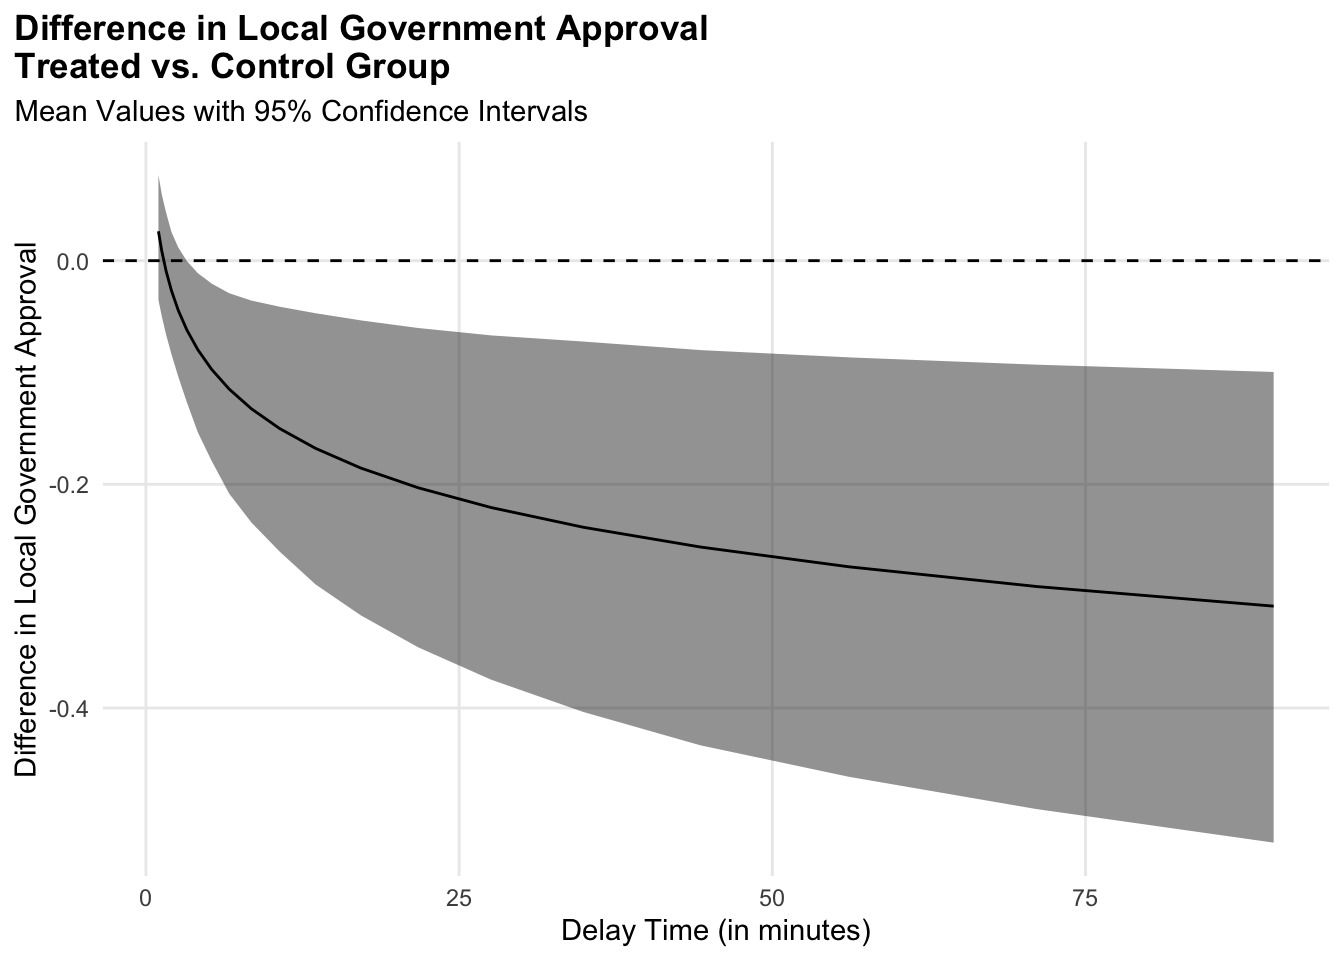 Difference in Local Government Approval
Treated vs. Control Group
Mean Values with 95% Confidence Intervals
Difference in Local Government Approval
0.0
-0.2
-0.4
0
25
50
75
Delay Time (in minutes)